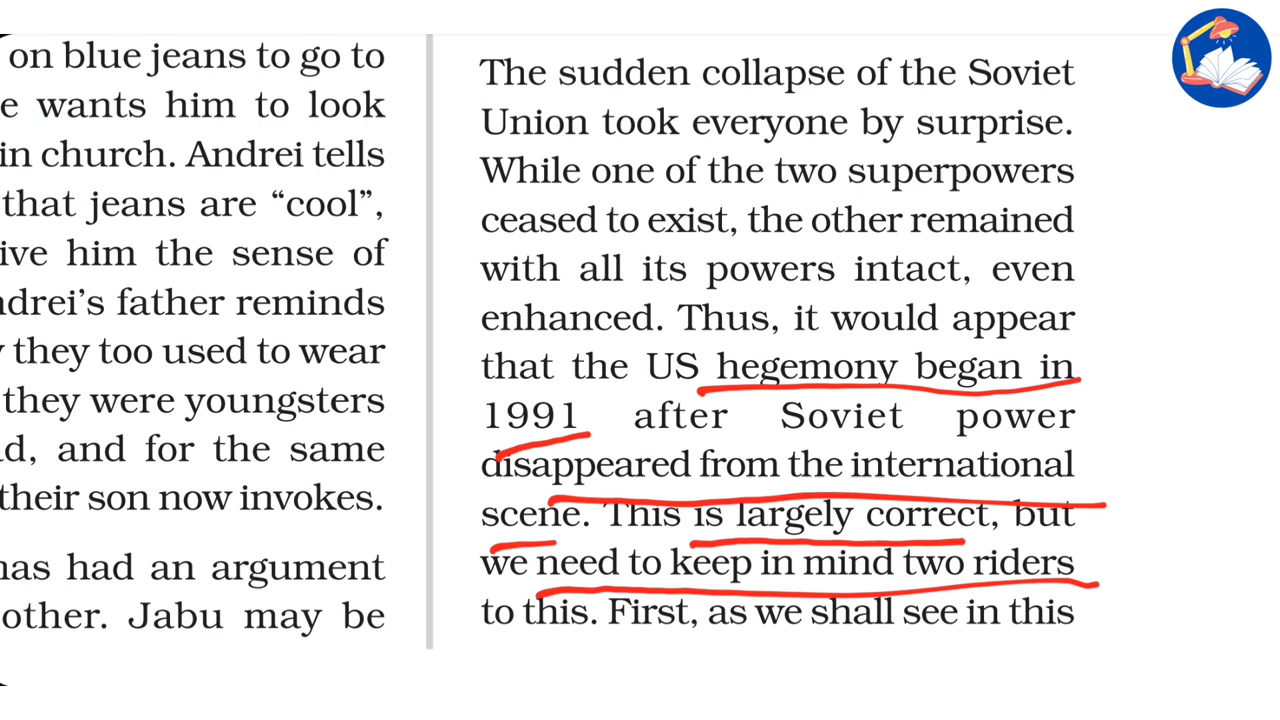 on blue jeans to go to
e wants him to look
in church. Andrei tells
that jeans are “cool”,
ive him the sense of
ndrei’s father reminds
y they too used to wear
they were youngsters
ad, and for the same
their son now invokes.
has had an argument
other. Jabu may be
The sudden collapse of the Soviet
Union took everyone by surprise.
While one of the two superpowers
ceased to exist, the other remained
with all its powers intact, even
enhanced. Thus, it would appear
that the US hegemony began in
1991 after Soviet power
disappeared from the international
scene. This is largely correct, but
we need to keep in mind two riders
to this. First, as we shall see in this